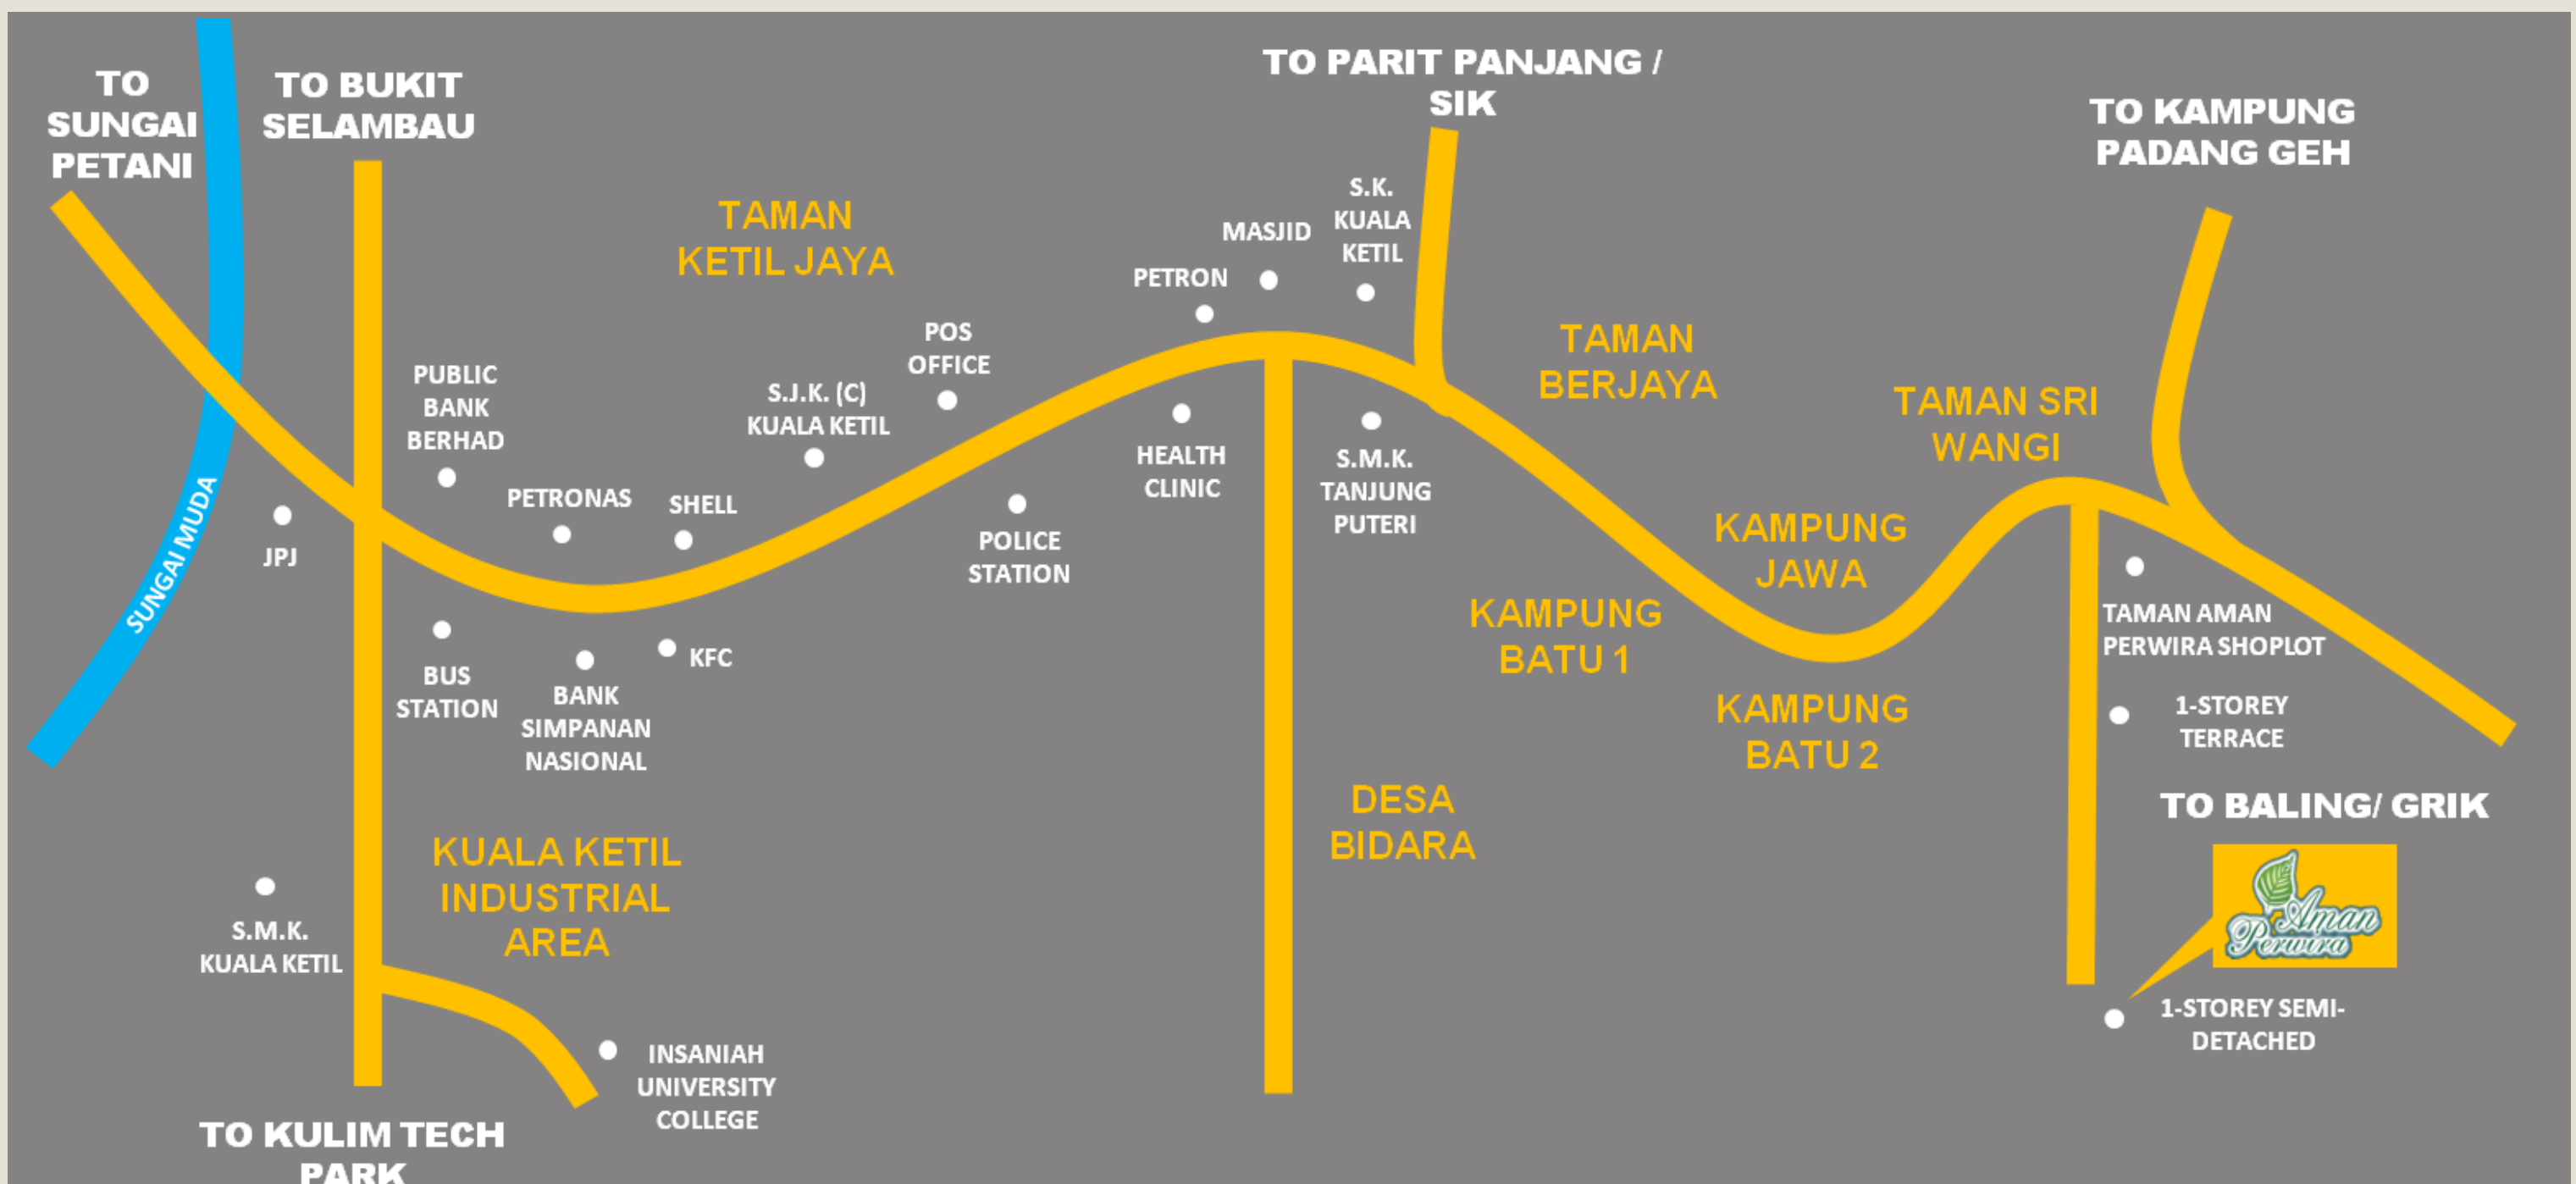 TO
SUNGAI
PETANI
TO BUKIT
SELAMBAU
TO PARIT PANJANG /
SIK
TO KAMPUNG
PADANG GEH
TAMAN
KETIL JAYA
MASJID
S.K.
KUALA
KETIL
PETRON
POS
OFFICE
TAMAN
BERJAYA
TAMAN SRI
WANGI
PUBLIC
BANK
BERHAD
S.J.K. (C)
KUALA KETIL
PETRONAS
SHELL
HEALTH
CLINIC
S.M.K.
TANJUNG
PUTERI
SUNGAI MUDA
JPJ
POLICE
STATION
KAMPUNG
JAWA
KAMPUNG
BATU 1
TAMAN AMAN
PERWIRA SHOPLOT
BUS
STATION
BANK
SIMPANAN
NASIONAL
KFC
KAMPUNG
BATU 2
1-STOREY
TERRACE
DESA
BIDARA
TO BALING/ GRIK
KUALA KETIL
INDUSTRIAL
AREA
Aman
Perwira
S.M.K.
KUALA KETIL
1-STOREY SEMI-
DETACHED
INSANIAH
UNIVERSITY
COLLEGE
TO KULIM TECH
PARK